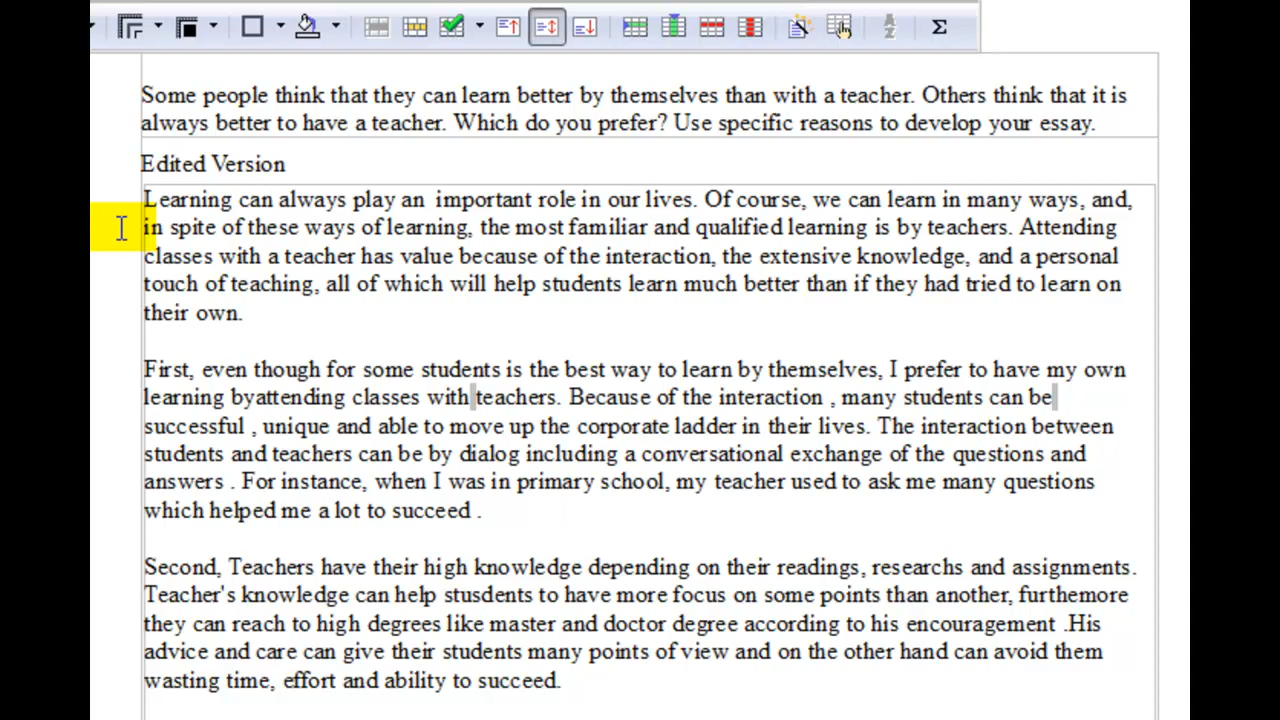 Some people think that they can learn better by themselves than with a teacher. Others think that it is
always better to have a teacher. Which do you prefer? Use specific reasons to develop your essay.
Edited Version
Learning can always play an important role in our lives. Of course, we can learn in many ways, and,
in spite of these ways of learning, the most familiar and qualified learning is by teachers. Attending
classes with a teacher has value because of the interaction, the extensive knowledge, and a personal
touch of teaching, all of which will help students learn much better than if they had tried to learn on
their own.
First, even though for some students is the best way to learn by themselves, I prefer to have my own
learning byattending classes with teachers. Because of the interaction , many students can be
successful , unique and able to move up the corporate ladder in their lives. The interaction between
students and teachers can be by dialog including a conversational exchange of the questions and
answers . For instance, when I was in primary school, my teacher used to ask me many questions
which helped me a lot to succeed .
Second, Teachers have their high knowledge depending on their readings, researchs and assignments.
Teacher's knowledge can help stusdents to have more focus on some points than another, furthemore
they can reach to high degrees like master and doctor degree according to his encouragement .His
advice and care can give their students many points of view and on the other hand can avoid them
wasting time, effort and ability to succeed.